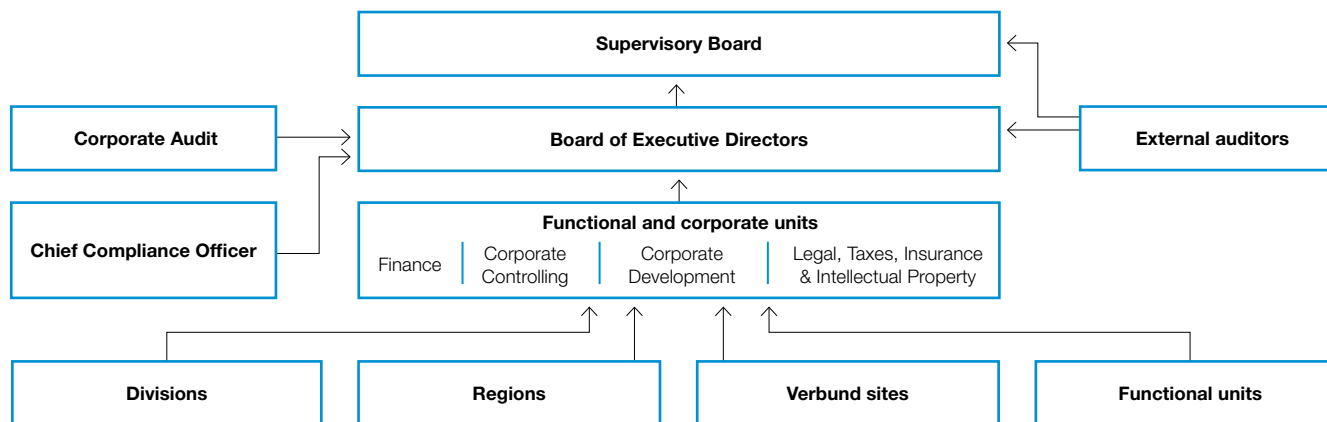 Supervisory Board
Corporate Audit
Board of Executive Directors
External auditors
Chief Compliance Officer
Functional and corporate units
Finance
Corporate
Controlling
Corporate
Development
Legal, Taxes, Insurance
& Intellectual Property
Divisions
Regions
Verbund sites
Functional units